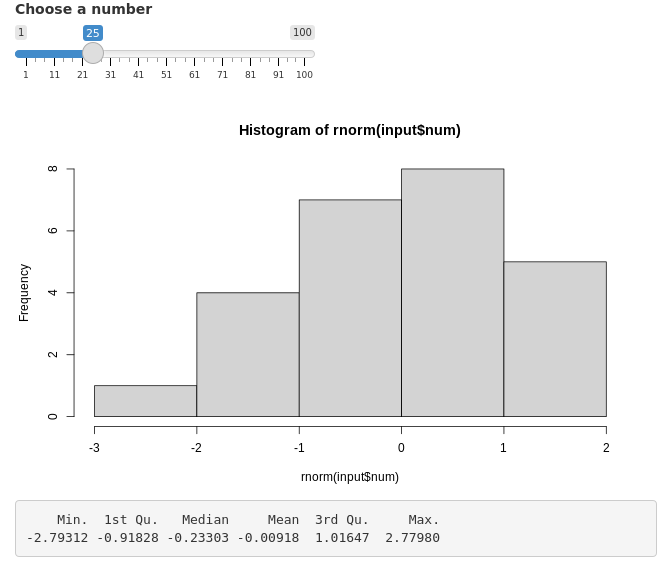 Choose a number
1 25 100
1 11 21 31 41 51 61 71 81 91 100
Histogram of rnorm(input$num)
8
6
4
2
0
Frequency
-3 -2 -1 0 1 2
rnorm(input$num)
Min. 1st Qu. Median Mean 3rd Qu. Max.
-2.79312 -0.91828 -0.23303 -0.00918 1.01647 2.77980